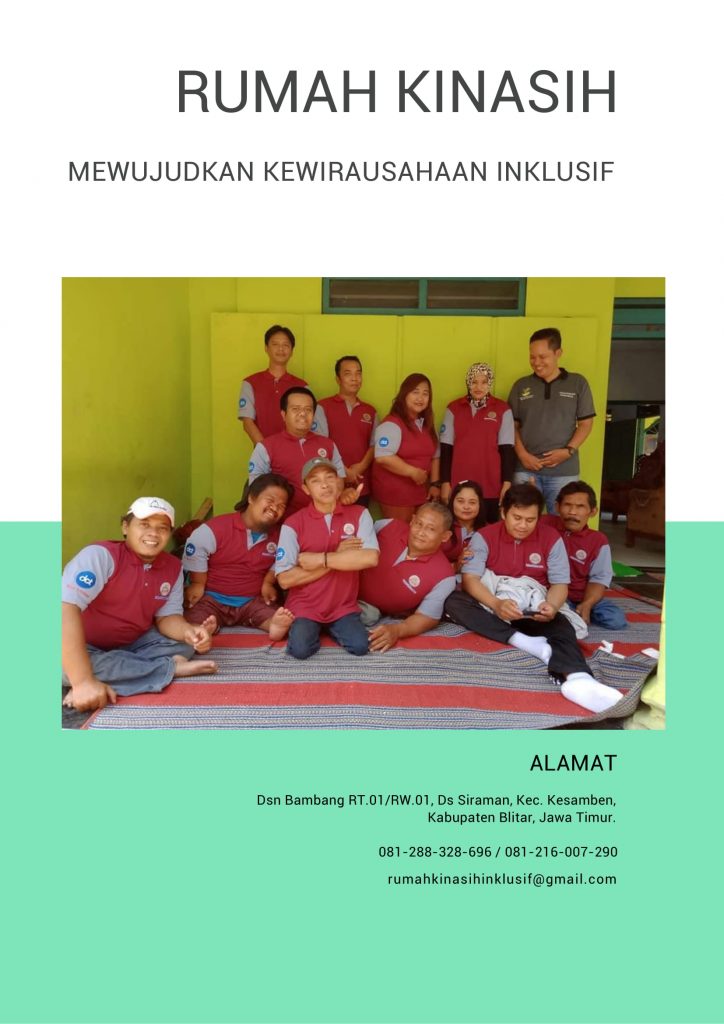 RUMAH KINASIH
MEWUJUDKAN KEWIRAUSAHAAN INKLUSIF
dct
ALAMAT
Dsn Bambang RT.01/RW.01, Ds Siraman, Kec. Kesamben,
Kabupaten Blitar, Jawa Timur.
081-288-328-696 / 081-216-007-290
rumahkinasihinklusif@gmail.com